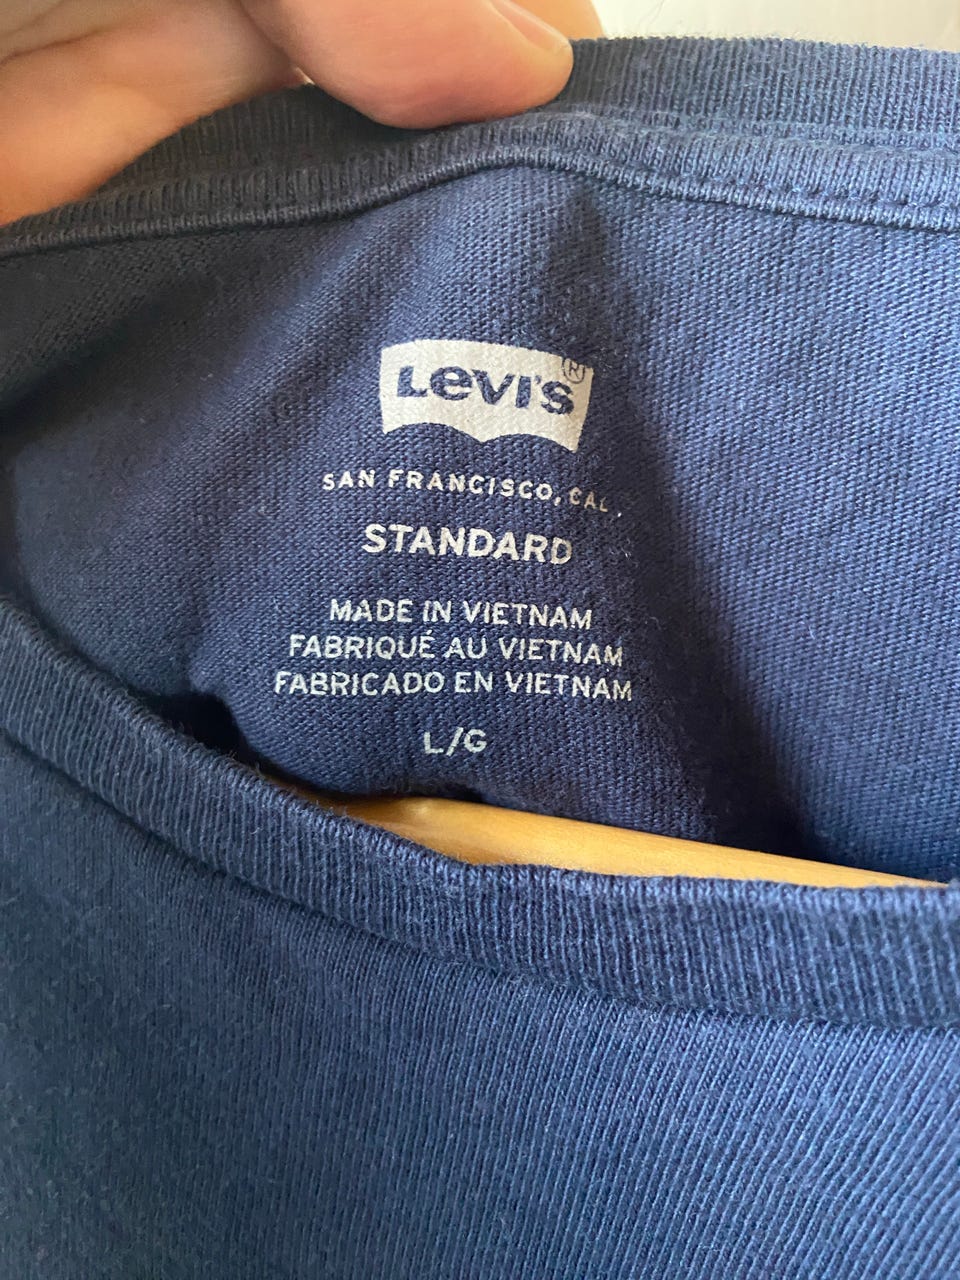 Levi's®
SAN FRANCISCO, CAL.
STANDARD
MADE IN VIETNAM
FABRIQUÉ AU VIETNAM
FABRICADO EN VIETNAM
L/G